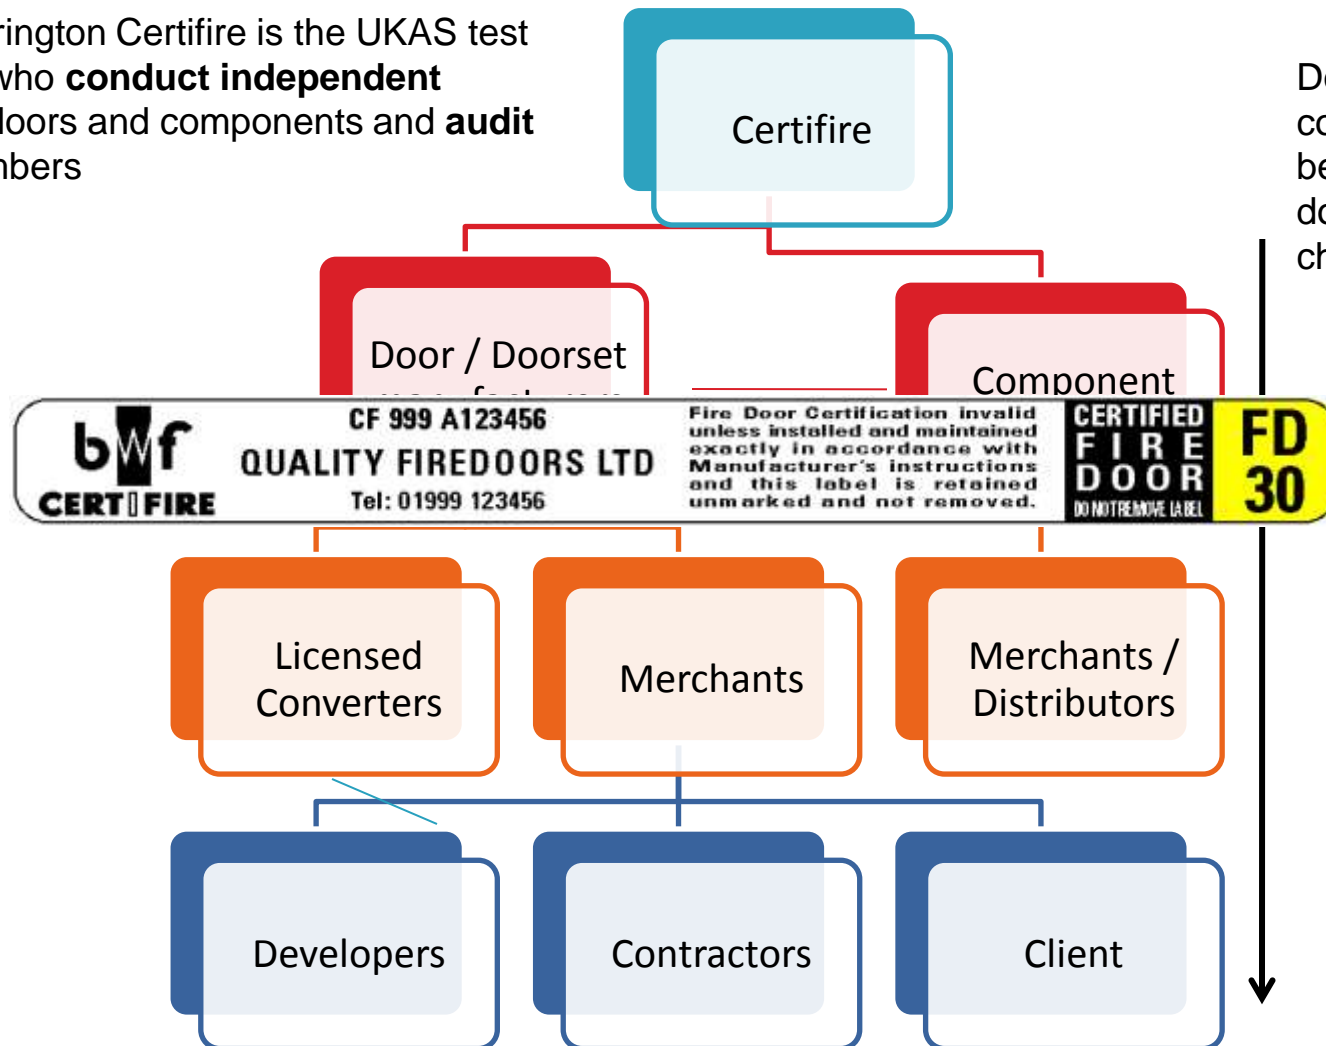 rington Certifire is the UKAS test
who conduct independent
doors and components and audit
nbers
Certifire
Door / Doorset
Component
bwf
CERTIFIRE
CF 999 A123456
QUALITY FIREDOORS LTD
Tel: 01999 123456
Fire Door Certification invalid
unless installed and maintained
exactly in accordance with
Manufacturer's instructions
and this label is retained
unmarked and not removed.
CERTIFIED
FIRE
DOOR
DO NOT REMOVE LABEL
FD
30
Licensed
Converters
Merchants
Merchants /
Distributors
Developers
Contractors
Client